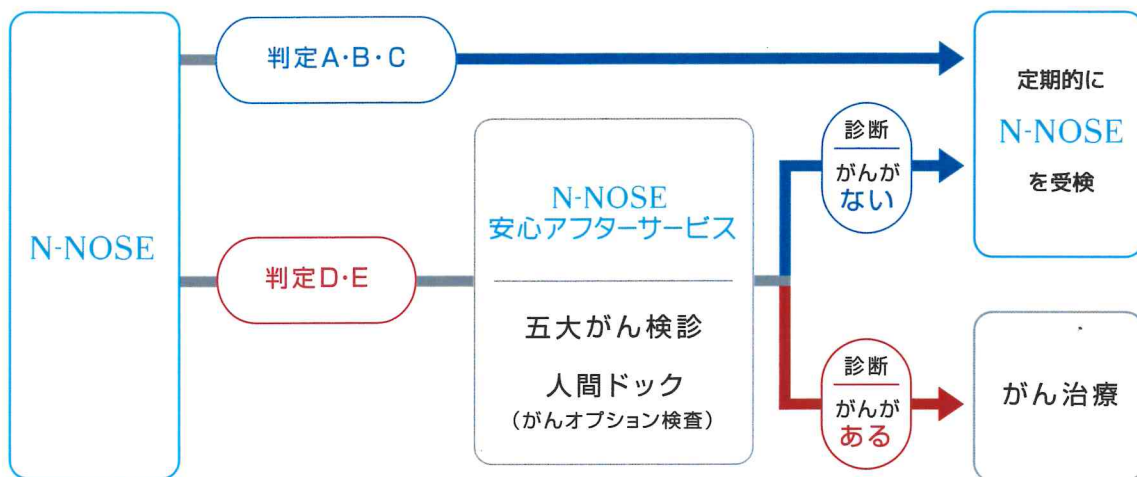 N-NOSE
判定A・B・C
判定D・E
N-NOSE
安心アフターサービス
五大がん検診
人間ドック
(がんオプション検査)
診断
がんが
ない
診断
がんが
ある
定期的に
N-NOSE
を受検
がん治療